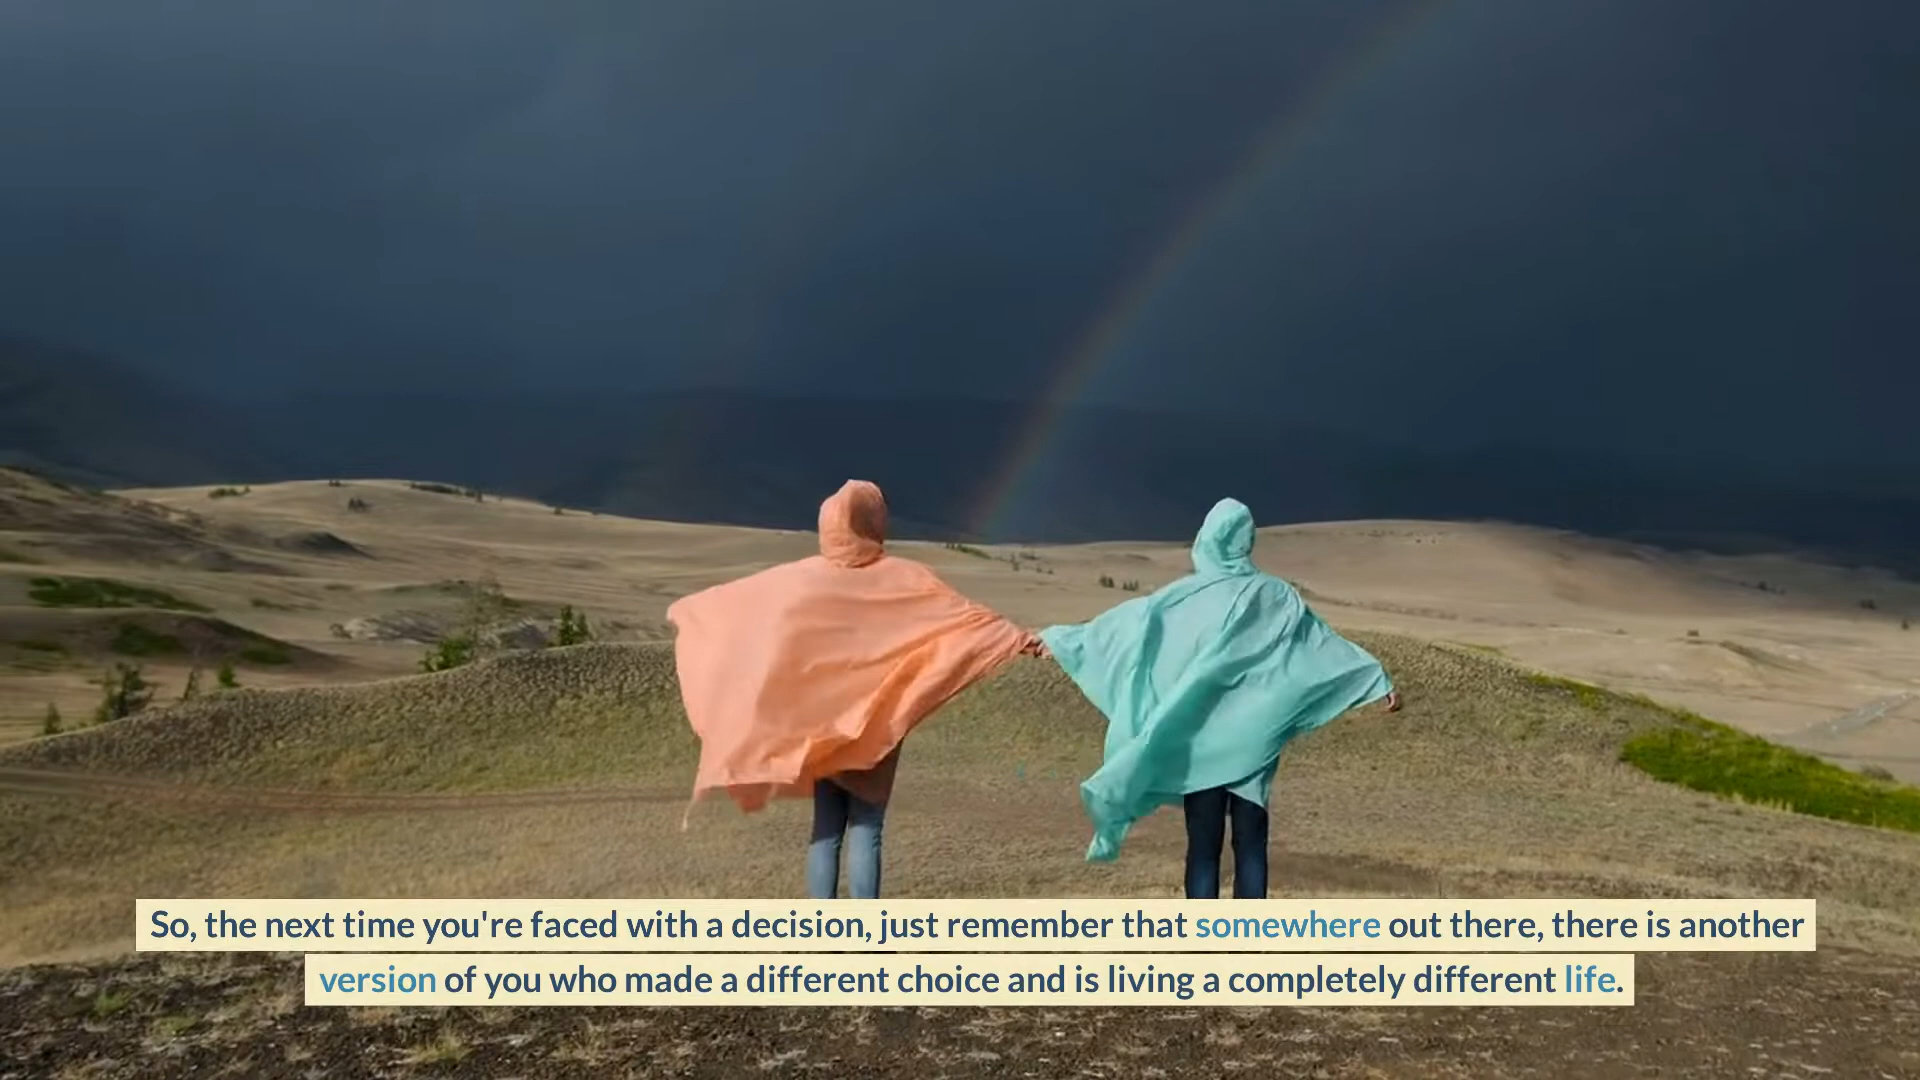 So, the next time you're faced with a decision, just remember that somewhere out there, there is another
version of you who made a different choice and is living a completely different life.